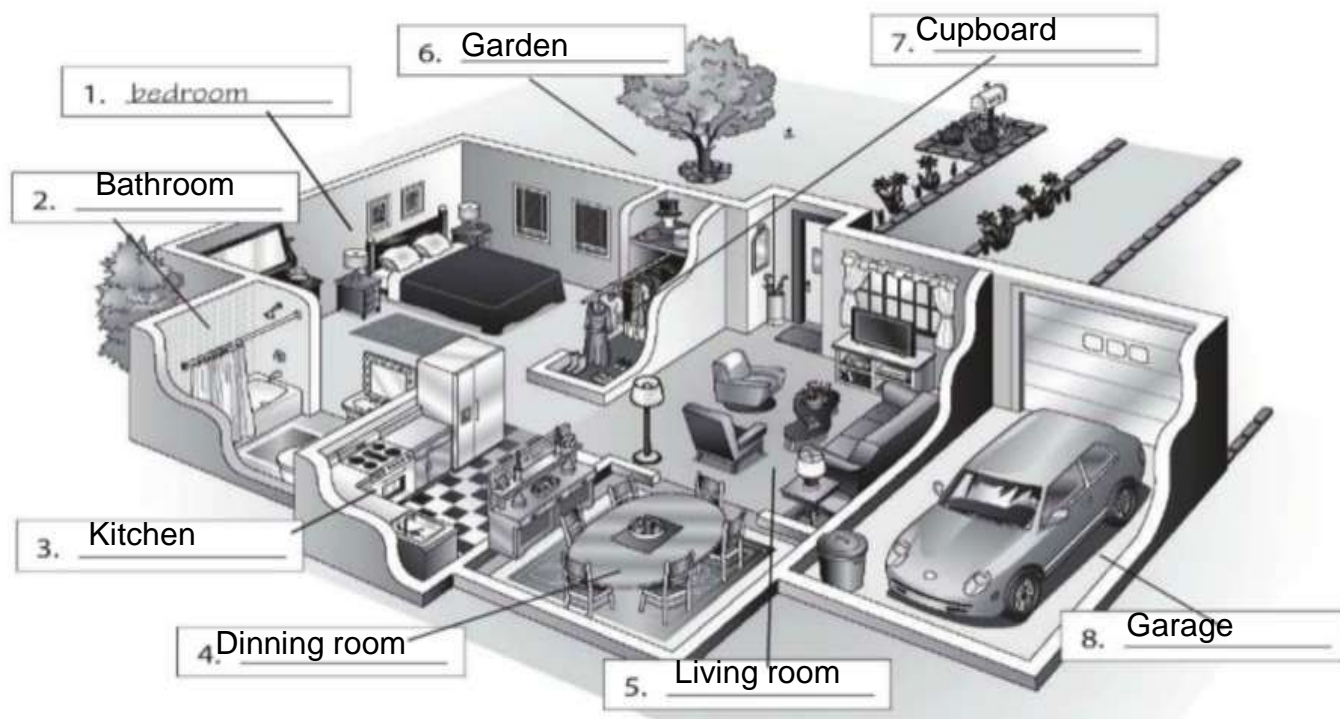 1. bedroom
2. Bathroom
3. Kitchen
4. Dinning room
5. Living room
6. Garden
7. Cupboard
8. Garage